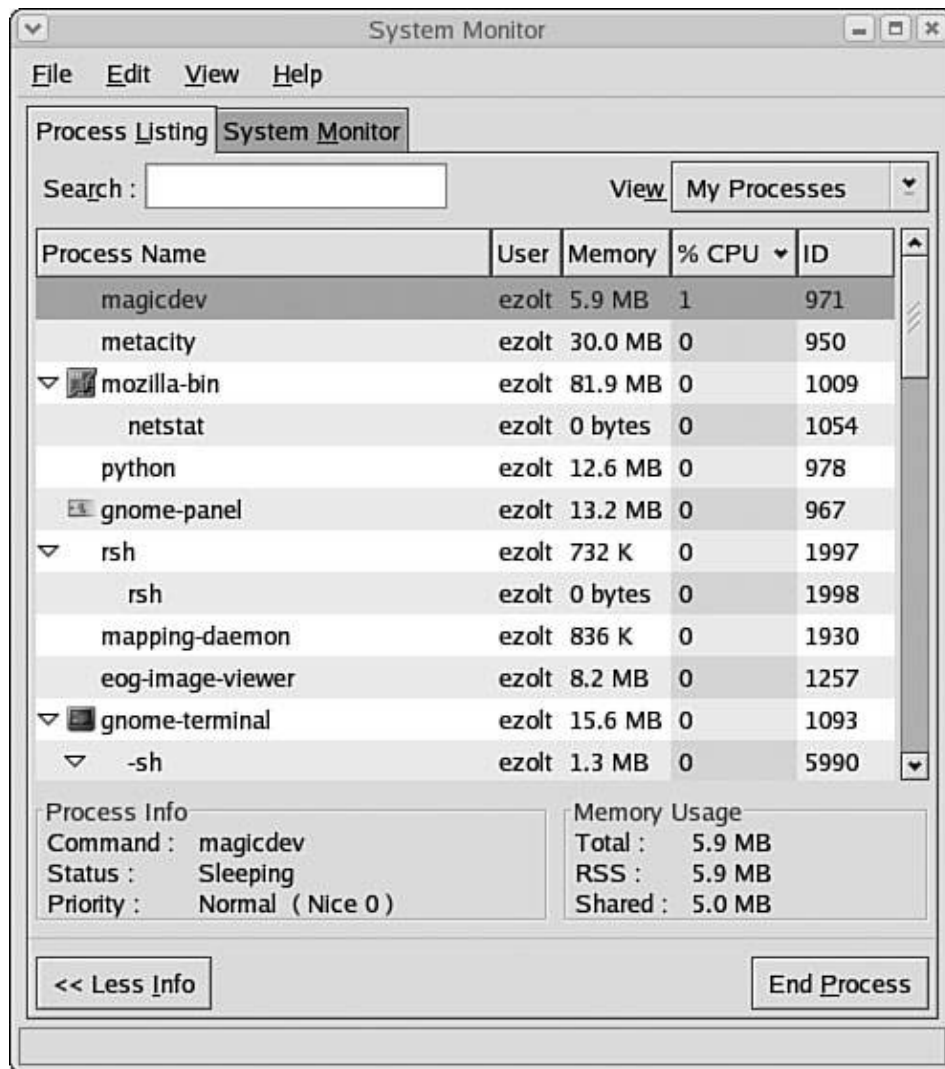 System Monitor
File Edit View Help
Process Listing System Monitor
Search : View My Processes
Process Name User Memory % CPU ID
magicdev ezolt 5.9 MB 1 971
metacity ezolt 30.0 MB 0 950
mozilla-bin ezolt 81.9 MB 0 1009
netstat ezolt 0 bytes 0 1054
python ezolt 12.6 MB 0 978
gnome-panel ezolt 13.2 MB 0 967
rsh ezolt 732 K 0 1997
rsh ezolt 0 bytes 0 1998
mapping-daemon ezolt 836 K 0 1930
eog-image-viewer ezolt 8.2 MB 0 1257
gnome-terminal ezolt 15.6 MB 0 1093
-sh ezolt 1.3 MB 0 5990
Process Info
Command : magicdev
Status : Sleeping
Priority : Normal ( Nice 0 )
Memory Usage
Total : 5.9 MB
RSS : 5.9 MB
Shared : 5.0 MB
<< Less Info End Process